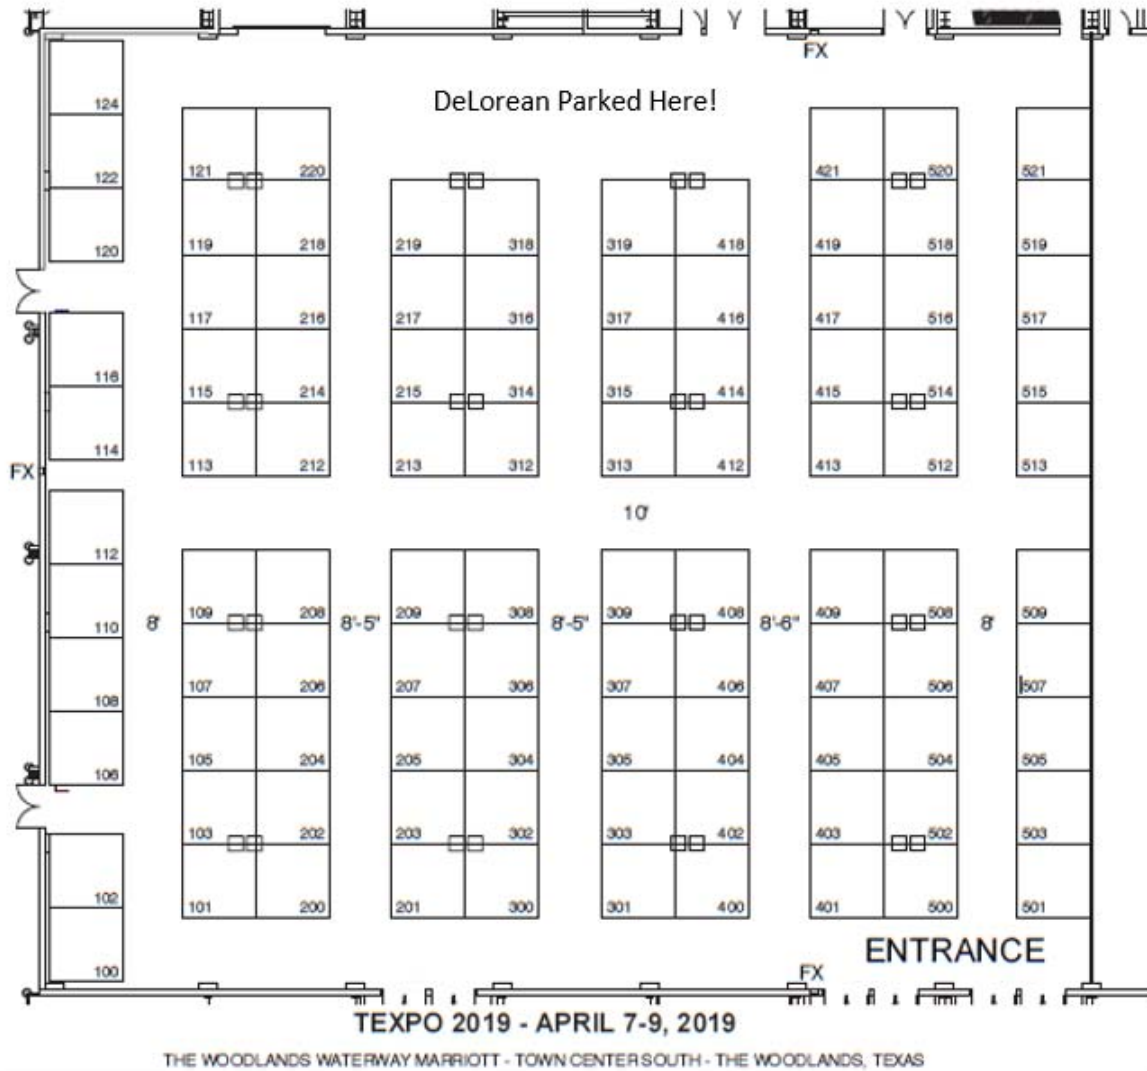 FX
DeLorean Parked Here!
124
121 220 421 520 521
122
119 218 219 318 319 418 419 518 519
120
117 216 217 316 317 416 417 516 517
116
115 214 215 314 315 414 415 514 515
114
113 212 213 312 313 412 413 512 513
FX
10'
112
109 208 209 308 309 408 409 508 509
8' 8'-5" 8'-5" 8'-6" 8'
110
107 206 207 306 307 406 407 506 507
108
105 204 205 304 305 404 405 504 505
106
103 202 203 302 303 402 403 502 503
102
101 200 201 300 301 400 401 500 501
ENTRANCE
100
FX
TEXPO 2019 - APRIL 7-9, 2019
THE WOODLANDS WATERWAY MARRIOTT - TOWN CENTER SOUTH - THE WOODLANDS, TEXAS